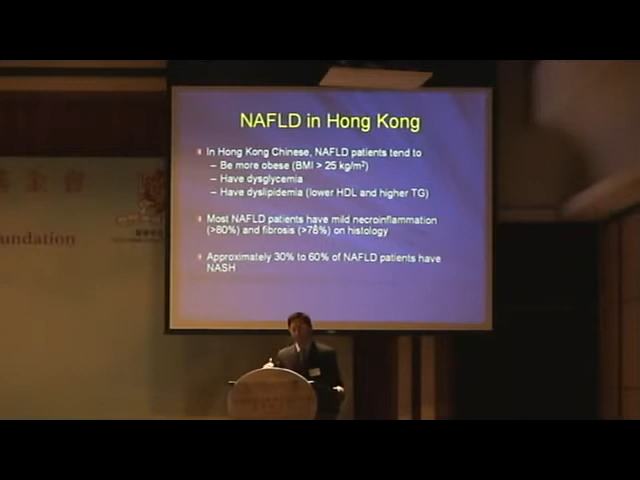 NAFLD in Hong Kong
In Hong Kong Chinese, NAFLD patients tend to
– Be more obese (BMI > 25 kg/m²)
– Have dysglycemia
– Have dyslipidemia (lower HDL and higher TG)
Most NAFLD patients have mild necroinflammation
(>80%) and fibrosis (>78%) on histology
Approximately 30% to 60% of NAFLD patients have
NASH
金會
undation